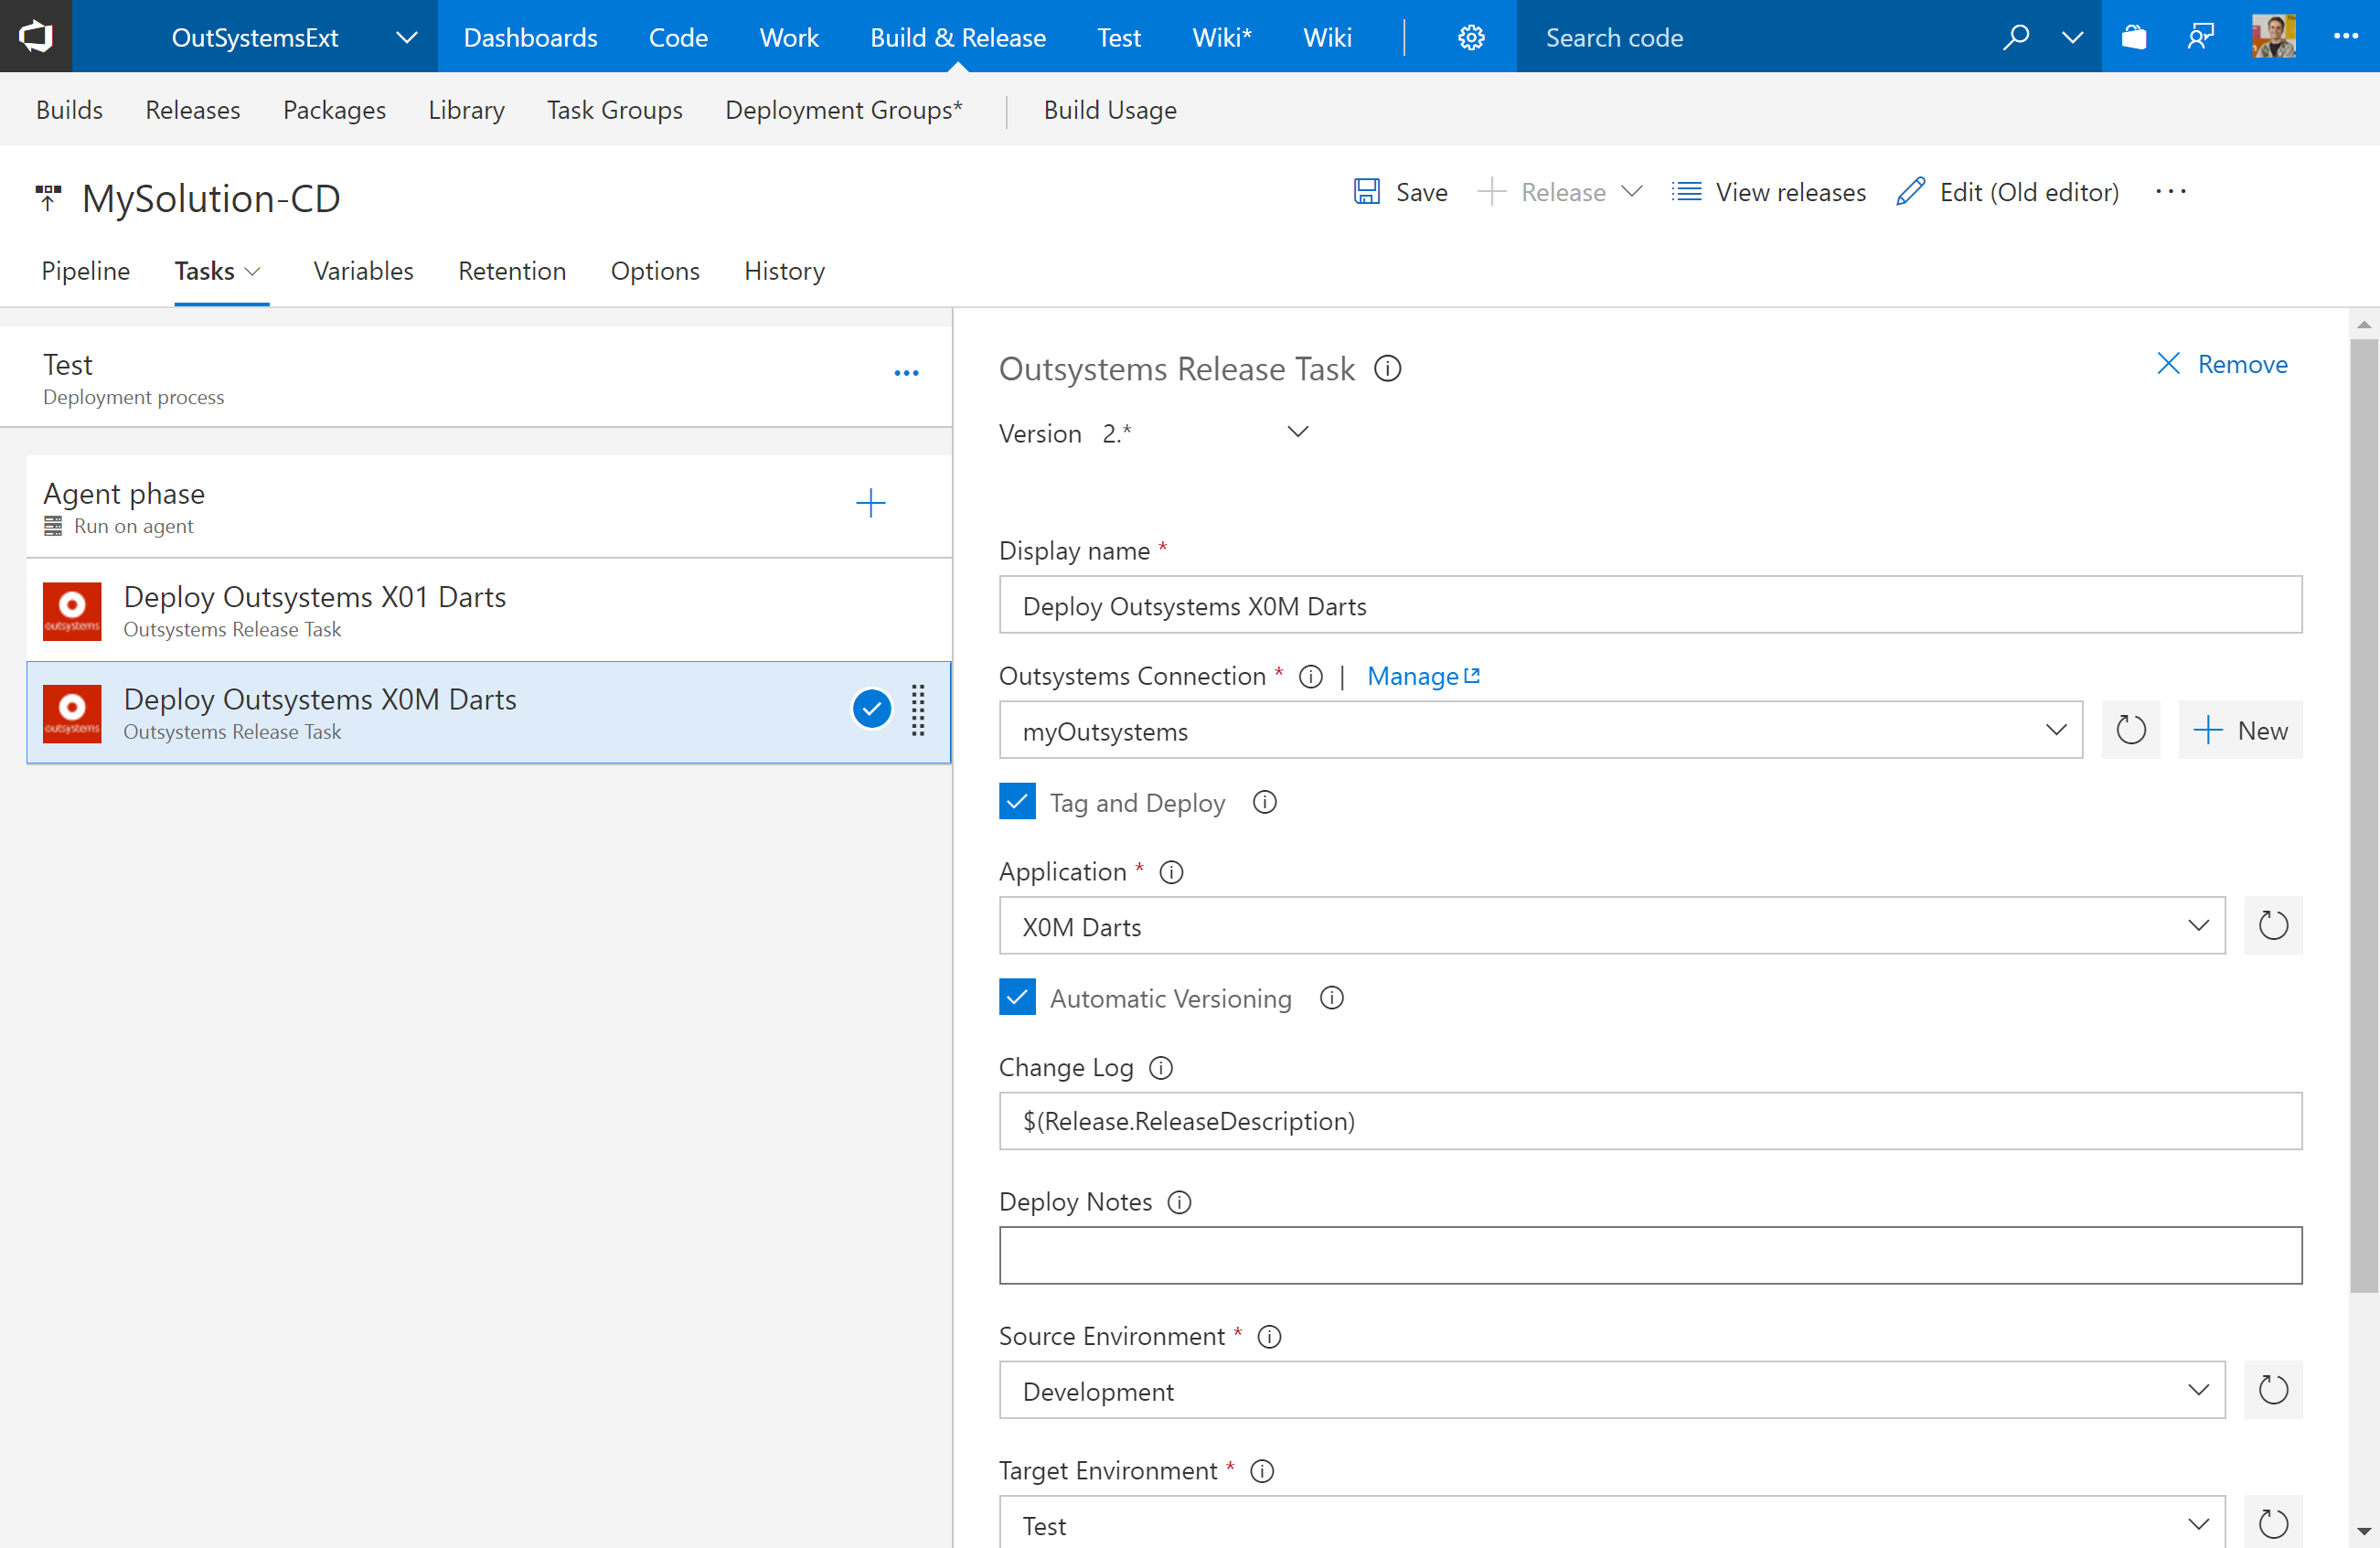 OutSystemsExt
Dashboards Code Work Build & Release Test Wiki* Wiki
Search code
Builds Releases Packages Library Task Groups Deployment Groups* Build Usage
MySolution-CD
Save Release View releases Edit (Old editor) ...
Pipeline Tasks Variables Retention Options History
Test
Deployment process
Agent phase
Run on agent
outsystems
Deploy Outsystems X01 Darts
Outsystems Release Task
outsystems
Deploy Outsystems X0M Darts
Outsystems Release Task
Outsystems Release Task
Remove
Version 2.*
Display name *
Deploy Outsystems X0M Darts
Outsystems Connection * | Manage
myOutsystems
New
Tag and Deploy
Application *
X0M Darts
Automatic Versioning
Change Log
$(Release.ReleaseDescription)
Deploy Notes
Source Environment *
Development
Target Environment *
Test